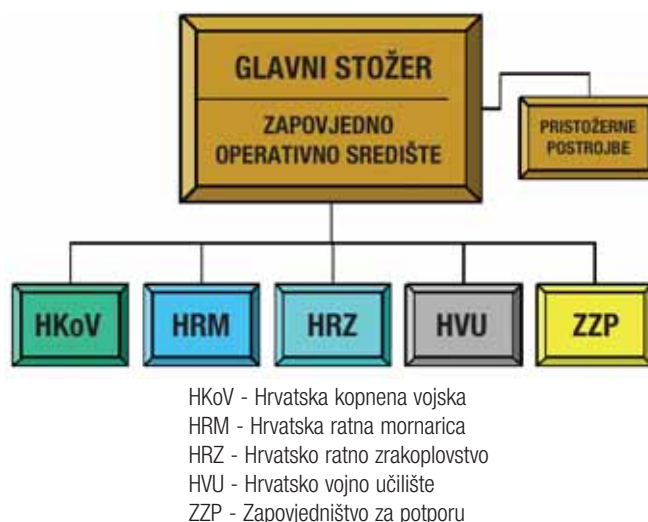 GLAVNI STOŽER
ZAPOVJEDNO
OPERATIVNO SREDIŠTE
PRISTOŽERNE
POSTROJBE
HKoV
HRM
HRZ
HVU
ZZP
HKoV - Hrvatska kopnena vojska
HRM - Hrvatska ratna mornarica
HRZ - Hrvatsko ratno zrakoplovstvo
HVU - Hrvatsko vojno učilište
ZZP - Zapovjedništvo za potporu